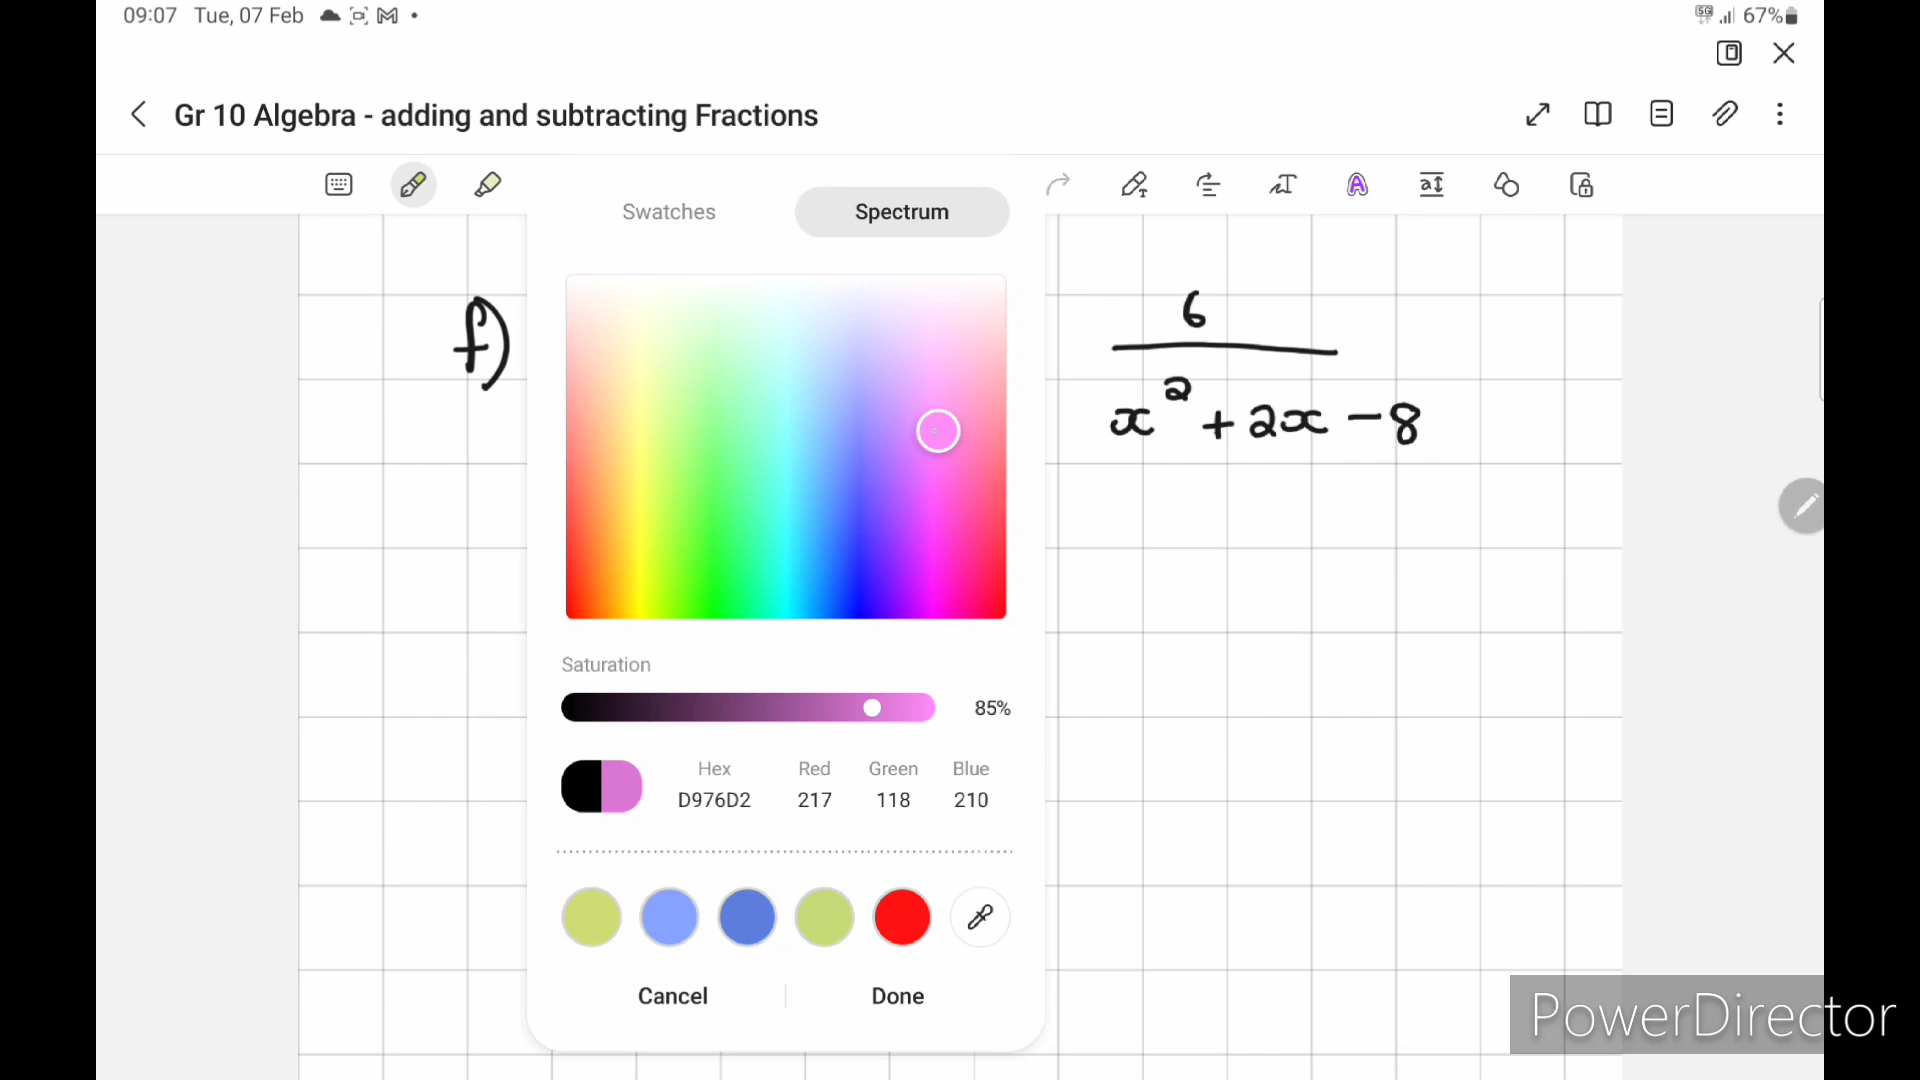 09:07 Tue, 07 Feb
5G 67%
Gr 10 Algebra - adding and subtracting Fractions
Swatches Spectrum
f)
6
x² + 2x - 8
Saturation
85%
Hex Red Green Blue
D976D2 217 118 210
Cancel Done
PowerDirector